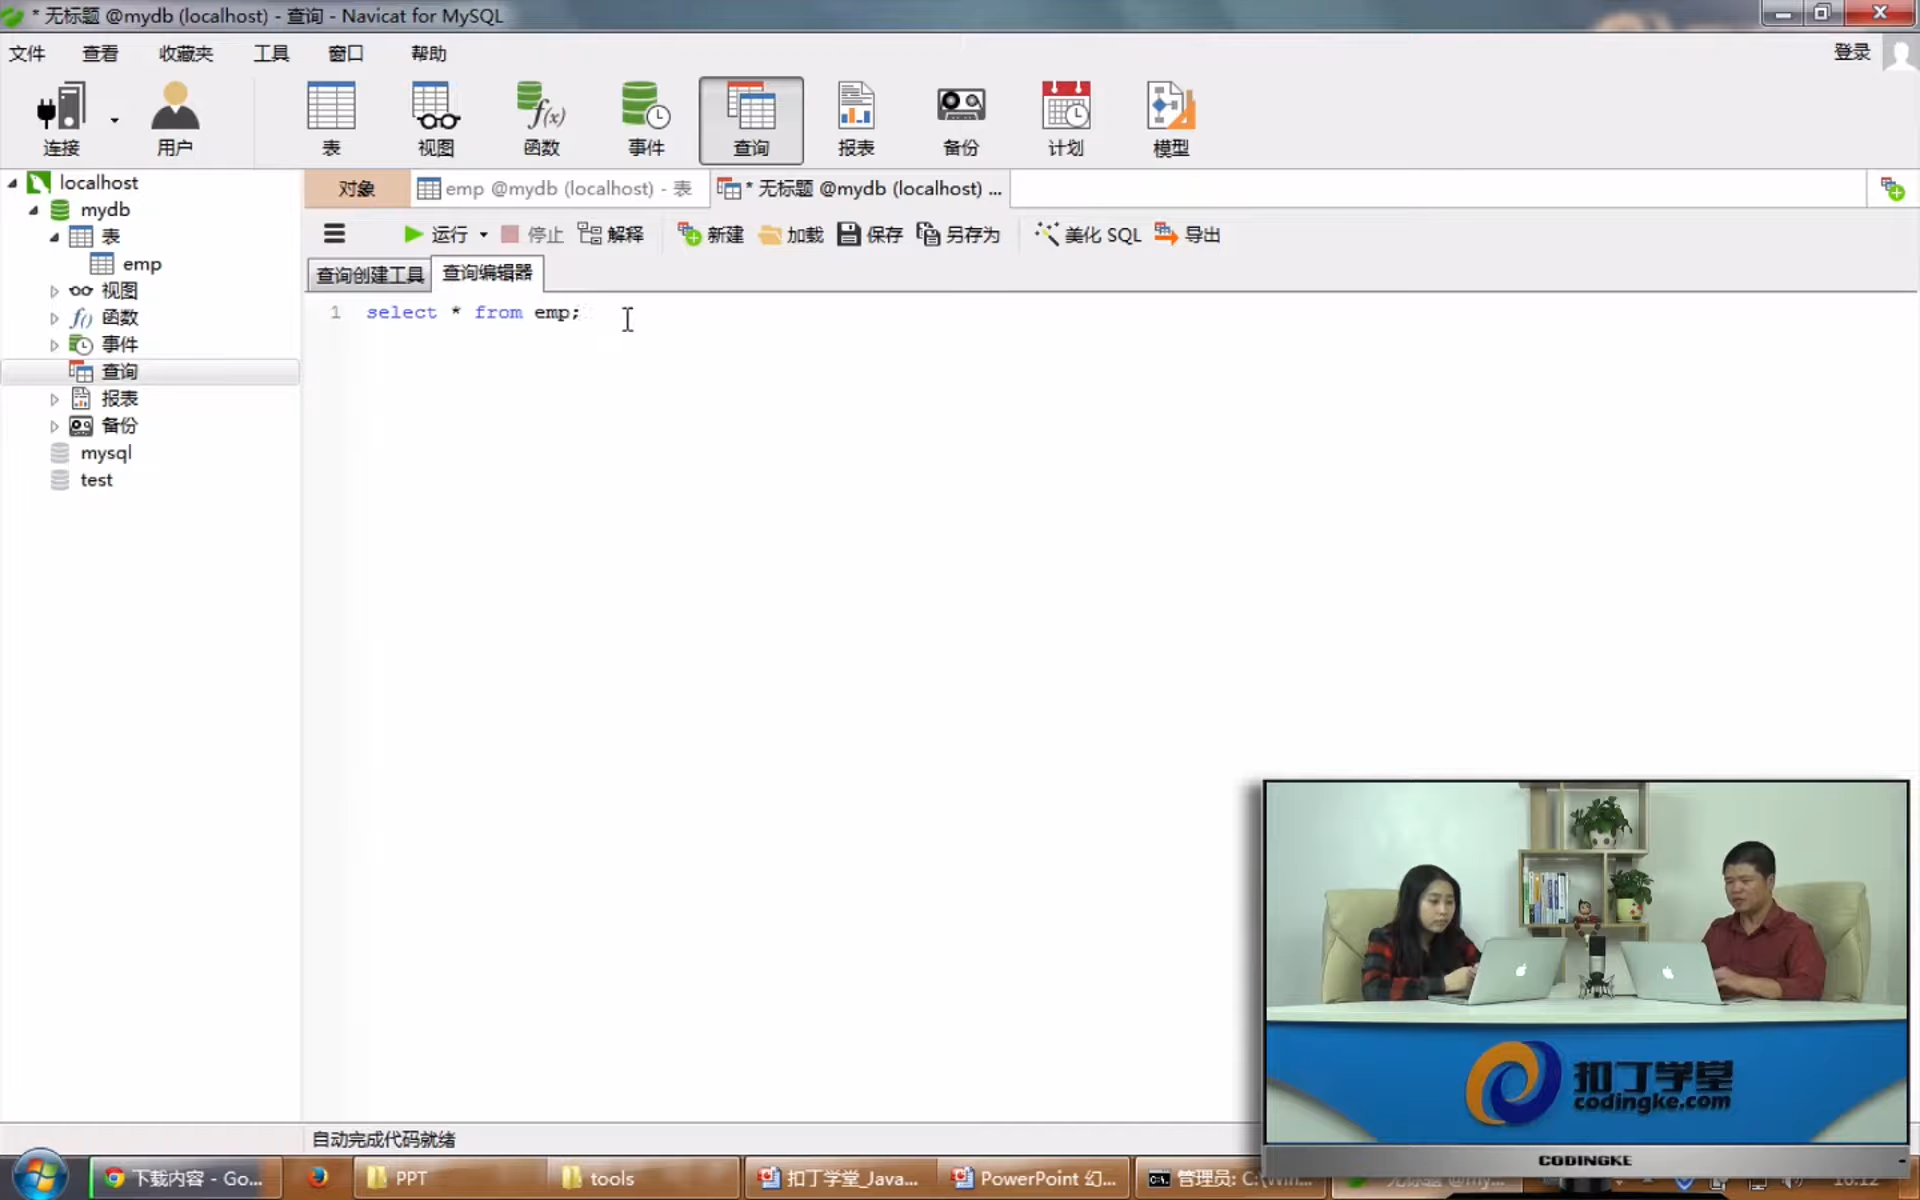 * 无标题 @mydb (localhost) - 查询 - Navicat for MySQL
文件 查看 收藏夹 工具 窗口 帮助 登录
连接 用户 表 视图 函数 事件 查询 报表 备份 计划 模型
localhost
mydb
表
emp
视图
函数
事件
查询
报表
备份
mysql
test
对象 emp @mydb (localhost) - 表 * 无标题 @mydb (localhost) ...
运行 停止 解释 新建 加载 保存 另存为 美化 SQL 导出
查询创建工具 查询编辑器
1 select * from emp;
扣丁学堂
codingke.com
CODINGKE
自动完成代码就绪
下载内容 - Go... PPT tools 扣丁学堂_Java... PowerPoint 幻... 管理员: C:\Win...